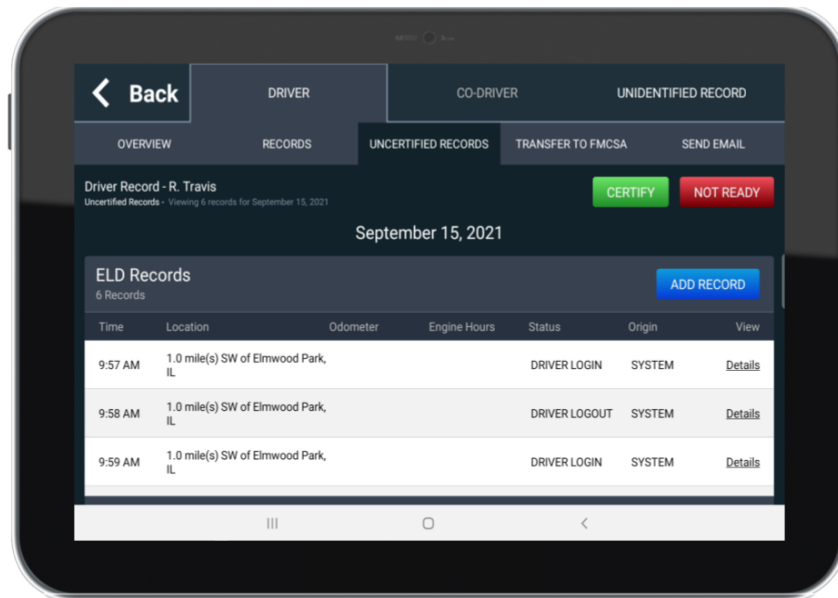 Back
DRIVER
CO-DRIVER
UNIDENTIFIED RECORD
OVERVIEW
RECORDS
UNCERTIFIED RECORDS
TRANSFER TO FMCSA
SEND EMAIL
Driver Record - R. Travis
Uncertified Records - Viewing 6 records for September 15, 2021
CERTIFY
NOT READY
September 15, 2021
ELD Records
6 Records
ADD RECORD
Time Location Odometer Engine Hours Status Origin View
9:57 AM 1.0 mile(s) SW of Elmwood Park, DRIVER LOGIN SYSTEM Details
IL
9:58 AM 1.0 mile(s) SW of Elmwood Park, DRIVER LOGOUT SYSTEM Details
IL
9:59 AM 1.0 mile(s) SW of Elmwood Park, DRIVER LOGIN SYSTEM Details
IL